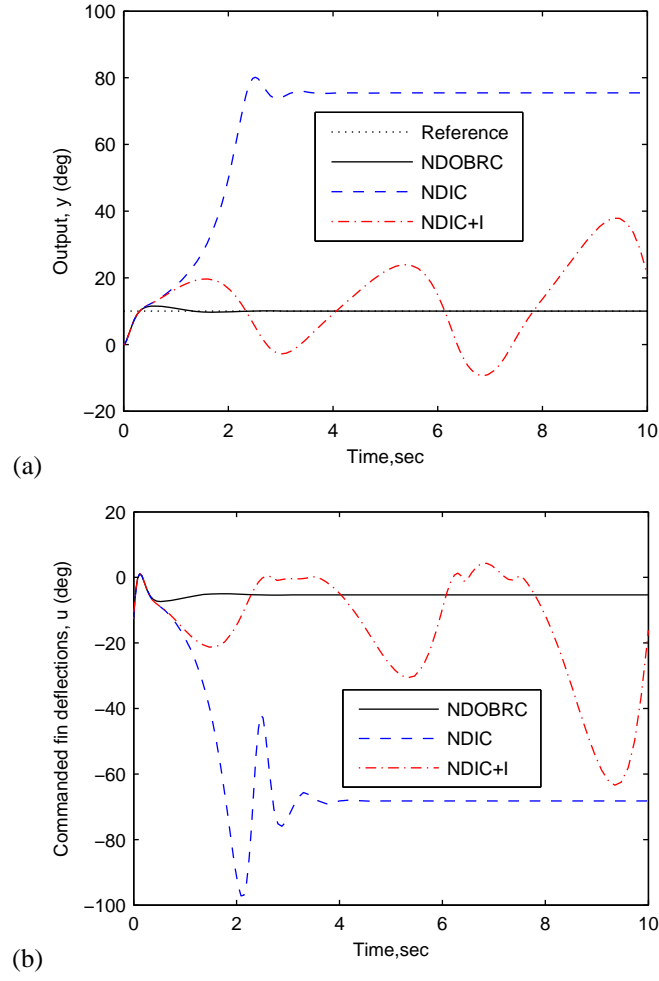 100
80
60
40
20
0
−20
Output, y (deg)
Reference
NDOBRC
NDIC
NDIC+I
0 2 4 6 8 10
Time,sec
(a)
20
0
−20
−40
−60
−80
−100
Commanded fin deflections, u (deg)
NDOBRC
NDIC
NDIC+I
0 2 4 6 8 10
Time,sec
(b)